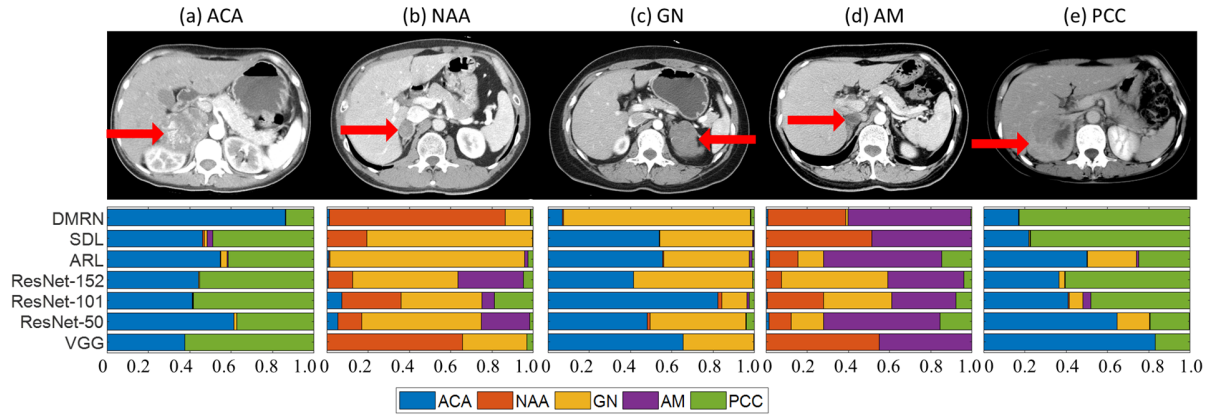 (a) ACA (b) NAA (c) GN (d) AM (e) PCC
DMRN
SDL
ARL
ResNet-152
ResNet-101
ResNet-50
VGG
0 0.2 0.4 0.6 0.8 1.0 0.2 0.4 0.6 0.8 1.0 0.2 0.4 0.6 0.8 1.0 0.2 0.4 0.6 0.8 1.0 0 0.2 0.4 0.6 0.8 1.0
ACA NAA GN AM PCC